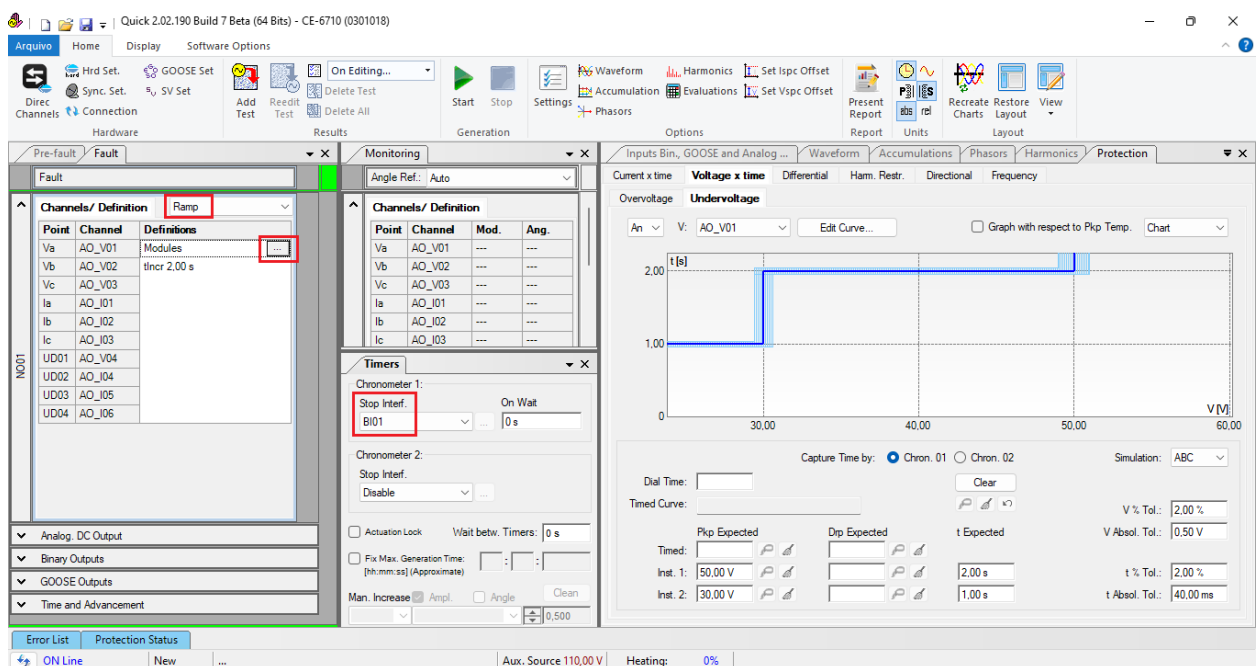 Quick 2.02.190 Build 7 Beta (64 Bits) - CE-6710 (0301018)
Arquivo Home Display Software Options
Direc Channels
Hrd Set.
Sync. Set.
Connection
GOOSE Set
SV Set
Hardware
Add Test
Reedit Test
On Editing...
Delete Test
Delete All
Results
Start Stop
Generation
Settings
Waveform
Accumulation
Phasors
Harmonics
Evaluations
Set Ispc Offset
Set Vspc Offset
Options
Present Report
Report
abs rel
Units
Recreate Charts
Restore Layout
View
Layout
Pre-fault Fault
Fault
NO01
Channels/ Definition Ramp
Point Channel Definitions
Va AO_V01 Modules ...
Vb AO_V02 tIncr 2,00 s
Vc AO_V03
Ia AO_I01
Ib AO_I02
Ic AO_I03
UD01 AO_V04
UD02 AO_I04
UD03 AO_I05
UD04 AO_I06
Analog. DC Output
Binary Outputs
GOOSE Outputs
Time and Advancement
Monitoring
Angle Ref.: Auto
Channels/ Definition
Point Channel Mod. Ang.
Va AO_V01 --- ---
Vb AO_V02 --- ---
Vc AO_V03 --- ---
Ia AO_I01 --- ---
Ib AO_I02 --- ---
Ic AO_I03 --- ---
Timers
Chronometer 1:
Stop Interf. On Wait
BI01 ... 0 s
Chronometer 2:
Stop Interf.
Disable ...
Actuation Lock Wait betw. Timers: 0 s
Fix Max. Generation Time: : :
[hh:mm:ss] (Approximate)
Man. Increase Ampl. Angle Clean
0,500
Inputs Bin., GOOSE and Analog ... Waveform Accumulations Phasors Harmonics Protection
Current x time Voltage x time Differential Harm. Restr. Directional Frequency
Overvoltage Undervoltage
An V: AO_V01 Edit Curve... Graph with respect to Pkp Temp. Chart
t [s]
2,00
1,00
0
V [V]
30,00 40,00 50,00 60,00
Capture Time by: Chron. 01 Chron. 02 Simulation: ABC
Dial Time: Clear
Timed Curve: V % Tol.: 2,00 %
Pkp Expected Drp Expected t Expected V Absol. Tol.: 0,50 V
Timed:
Inst. 1: 50,00 V 2,00 s t % Tol.: 2,00 %
Inst. 2: 30,00 V 1,00 s t Absol. Tol.: 40,00 ms
Error List Protection Status
ON Line New ... Aux. Source 110,00 V Heating: 0%